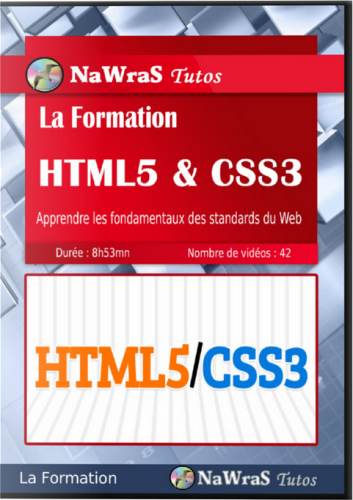 NaWraS Tutos
La Formation
HTML5 & CSS3
Apprendre les fondamentaux des standards du Web
Durée : 8h53mn Nombre de vidéos : 42
HTML5/CSS3
La Formation NaWraS Tutos